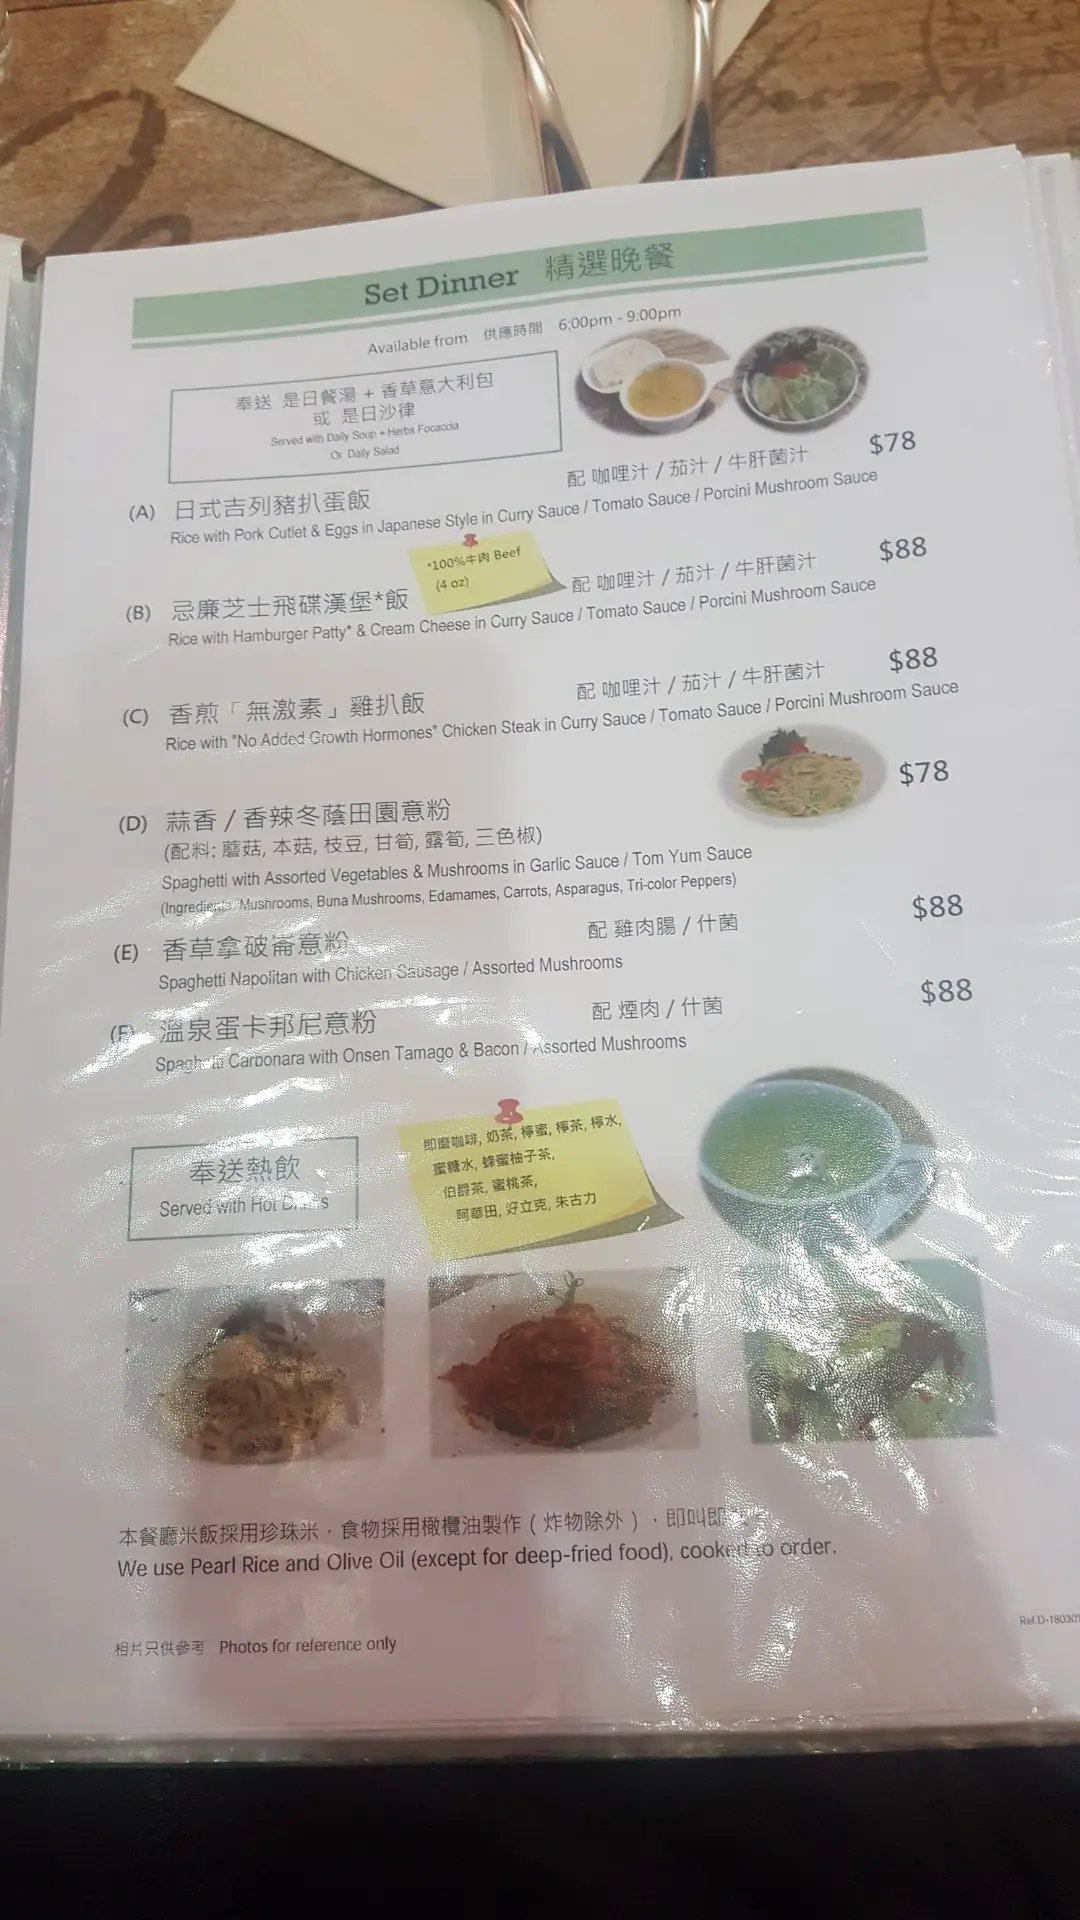 Set Dinner 精選晚餐
Available from 供應時間 6:00pm - 9:00pm
奉送 是日餐湯 + 香草意大利包
或 是日沙律
Served with Daily Soup + Herbs Focaccia
Or Daily Salad
(A) 日式吉列豬扒蛋飯 配 咖哩汁 / 茄汁 / 牛肝菌汁 $78
Rice with Pork Cutlet & Eggs in Japanese Style in Curry Sauce / Tomato Sauce / Porcini Mushroom Sauce
*100%牛肉 Beef
(4 oz)
(B) 忌廉芝士飛碟漢堡*飯 配 咖哩汁 / 茄汁 / 牛肝菌汁 $88
Rice with Hamburger Patty* & Cream Cheese in Curry Sauce / Tomato Sauce / Porcini Mushroom Sauce
(C) 香煎「無激素」雞扒飯 配 咖哩汁 / 茄汁 / 牛肝菌汁 $88
Rice with "No Added Growth Hormones" Chicken Steak in Curry Sauce / Tomato Sauce / Porcini Mushroom Sauce
(D) 蒜香 / 香辣冬蔭田園意粉 $78
(配料: 蘑菇, 本菇, 枝豆, 甘筍, 露筍, 三色椒)
Spaghetti with Assorted Vegetables & Mushrooms in Garlic Sauce / Tom Yum Sauce
(Ingredients: Mushrooms, Buna Mushrooms, Edamames, Carrots, Asparagus, Tri-color Peppers)
(E) 香草拿破崙意粉 配 雞肉腸 / 什菌 $88
Spaghetti Napolitan with Chicken Sausage / Assorted Mushrooms
(F) 溫泉蛋卡邦尼意粉 配 煙肉 / 什菌 $88
Spaghetti Carbonara with Onsen Tamago & Bacon / Assorted Mushrooms
奉送熱飲
Served with Hot Drinks
即磨咖啡, 奶茶, 檸蜜, 檸茶, 檸水,
蜜糖水, 蜂蜜柚子茶,
伯爵茶, 蜜桃茶,
阿華田, 好立克, 朱古力
本餐廳米飯採用珍珠米，食物採用橄欖油製作 ( 炸物除外 )，即叫即
We use Pearl Rice and Olive Oil (except for deep-fried food), cooked to order.
相片只供參考 Photos for reference only
Ref.D-180301